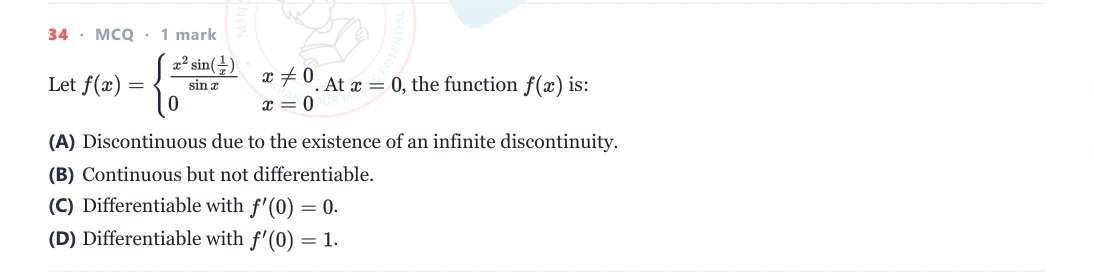 34 · MCQ · 1 mark
Let f(x) = { x² sin(1/x) / sin x   x ≠ 0
0   x = 0 . At x = 0, the function f(x) is:
(A) Discontinuous due to the existence of an infinite discontinuity.
(B) Continuous but not differentiable.
(C) Differentiable with f′(0) = 0.
(D) Differentiable with f′(0) = 1.